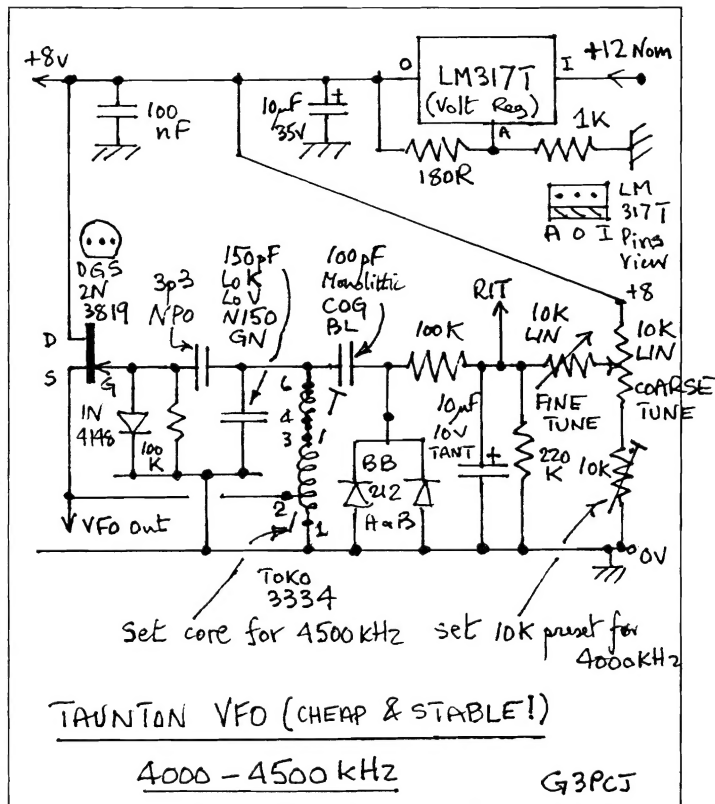 +8v
O
LM317T
(Volt Reg)
I
+12 Nom
A
100
nF
10µF
35V
180R
1K
LM
317T
Pins
View
A O I
DGS
2N
3819
3p3
NPO
150pF
Lo K
Lo V
N150
GN
100pF
Monolithic
COG
BL
RIT
+8
10K
LIN
10K
LIN
COARSE
TUNE
FINE
TUNE
100K
D
S
G
1N
4148
100
K
6
4
3
2
1
10µF
10V
TANT
220
K
10K
BB
212
A&B
VFO Out
0V
TOKO
3334
Set core for 4500kHz
set 10K preset for
4000KHz
TAUNTON VFO (CHEAP & STABLE!)
4000 – 4500 kHz
G3PCJ